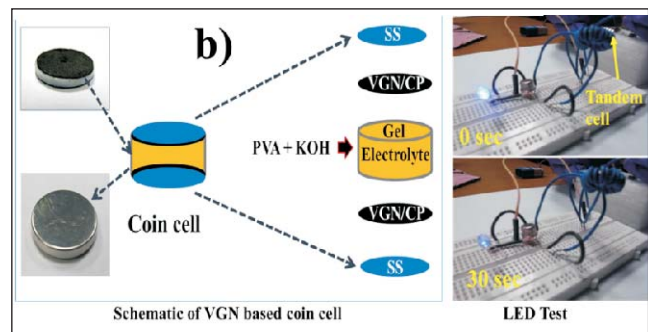 b)
SS
VGN/CP
PVA + KOH
Gel
Electrolyte
Coin cell
VGN/CP
SS
Schematic of VGN based coin cell
Tandem
cell
0 sec
30 sec
LED Test